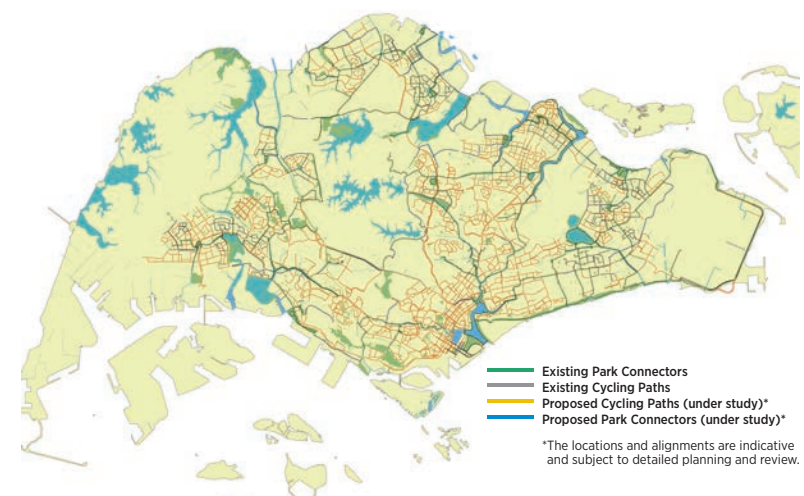 Existing Park Connectors
Existing Cycling Paths
Proposed Cycling Paths (under study)*
Proposed Park Connectors (under study)*
*The locations and alignments are indicative
and subject to detailed planning and review.